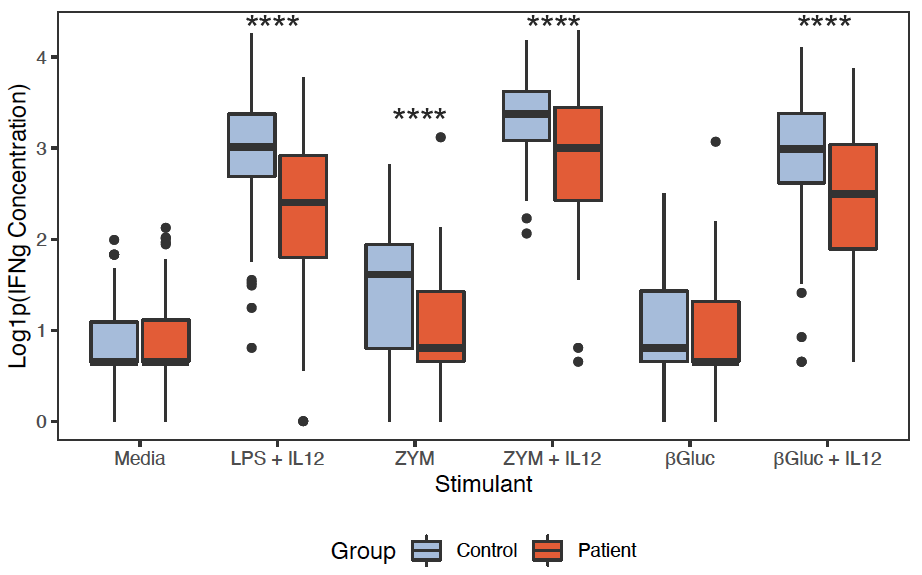 Log1p(IFNg Concentration)
4
3
2
1
0
**** **** ****
****
Media LPS + IL12 ZYM ZYM + IL12 βGluc βGluc + IL12
Stimulant
Group Control Patient